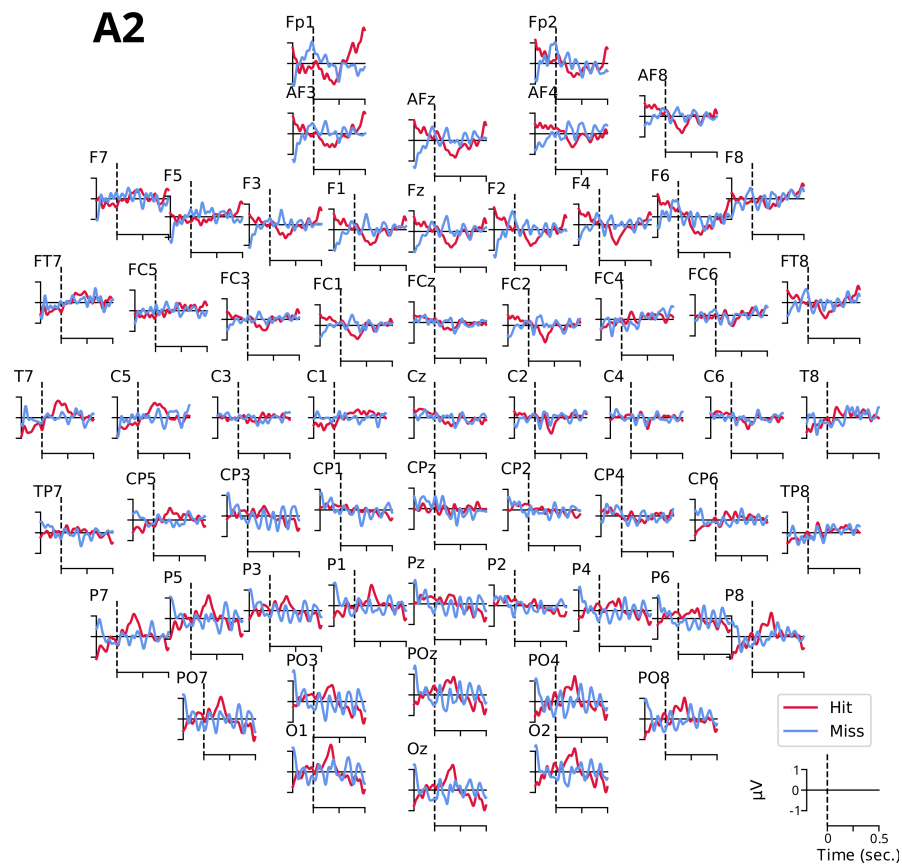 A2
Fp1 Fp2
AF8
AF3 AFz AF4
F7 F8
F5 F3 F1 Fz F2 F4 F6
FT7 FC5 FC3 FC1 FCz FC2 FC4 FC6 FT8
T7 C5 C3 C1 Cz C2 C4 C6 T8
TP7 CP5 CP3 CP1 CPz CP2 CP4 CP6 TP8
P7 P5 P3 P1 Pz P2 P4 P6 P8
PO7 PO3 POz PO4 PO8
O1 Oz O2
Hit
Miss
μV
1
0
-1
0 0.5
Time (sec.)